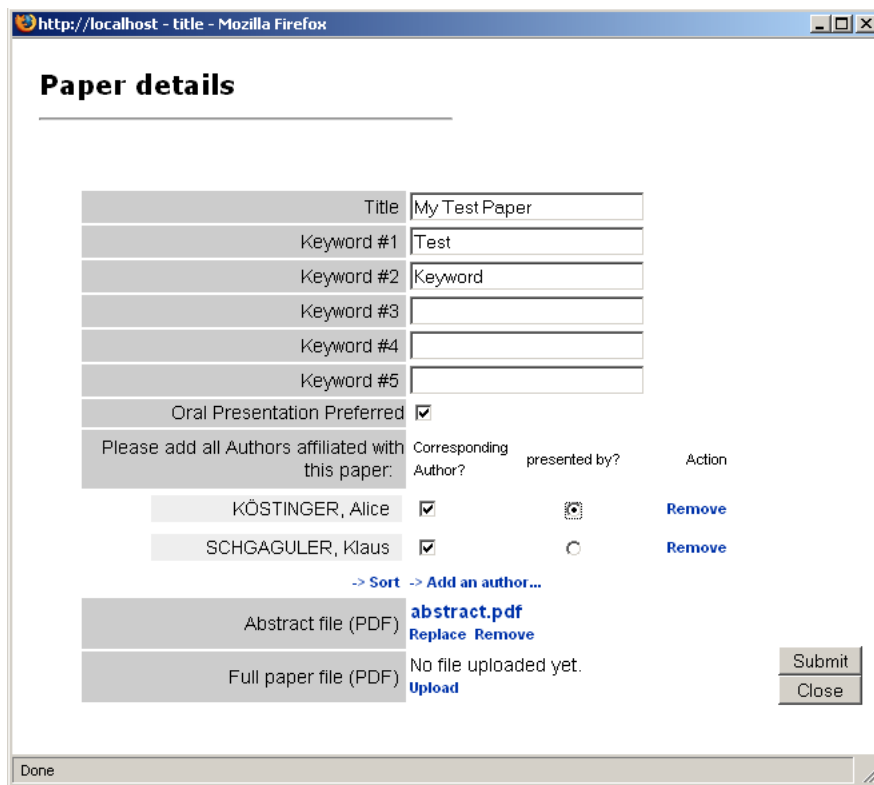 http://localhost - title - Mozilla Firefox
Paper details
Title My Test Paper
Keyword #1 Test
Keyword #2 Keyword
Keyword #3
Keyword #4
Keyword #5
Oral Presentation Preferred
Please add all Authors affiliated with this paper: Corresponding Author? presented by? Action
KÖSTINGER, Alice Remove
SCHGAGULER, Klaus Remove
-> Sort -> Add an author...
Abstract file (PDF) abstract.pdf
Replace Remove
Full paper file (PDF) No file uploaded yet.
Upload
Submit
Close
Done